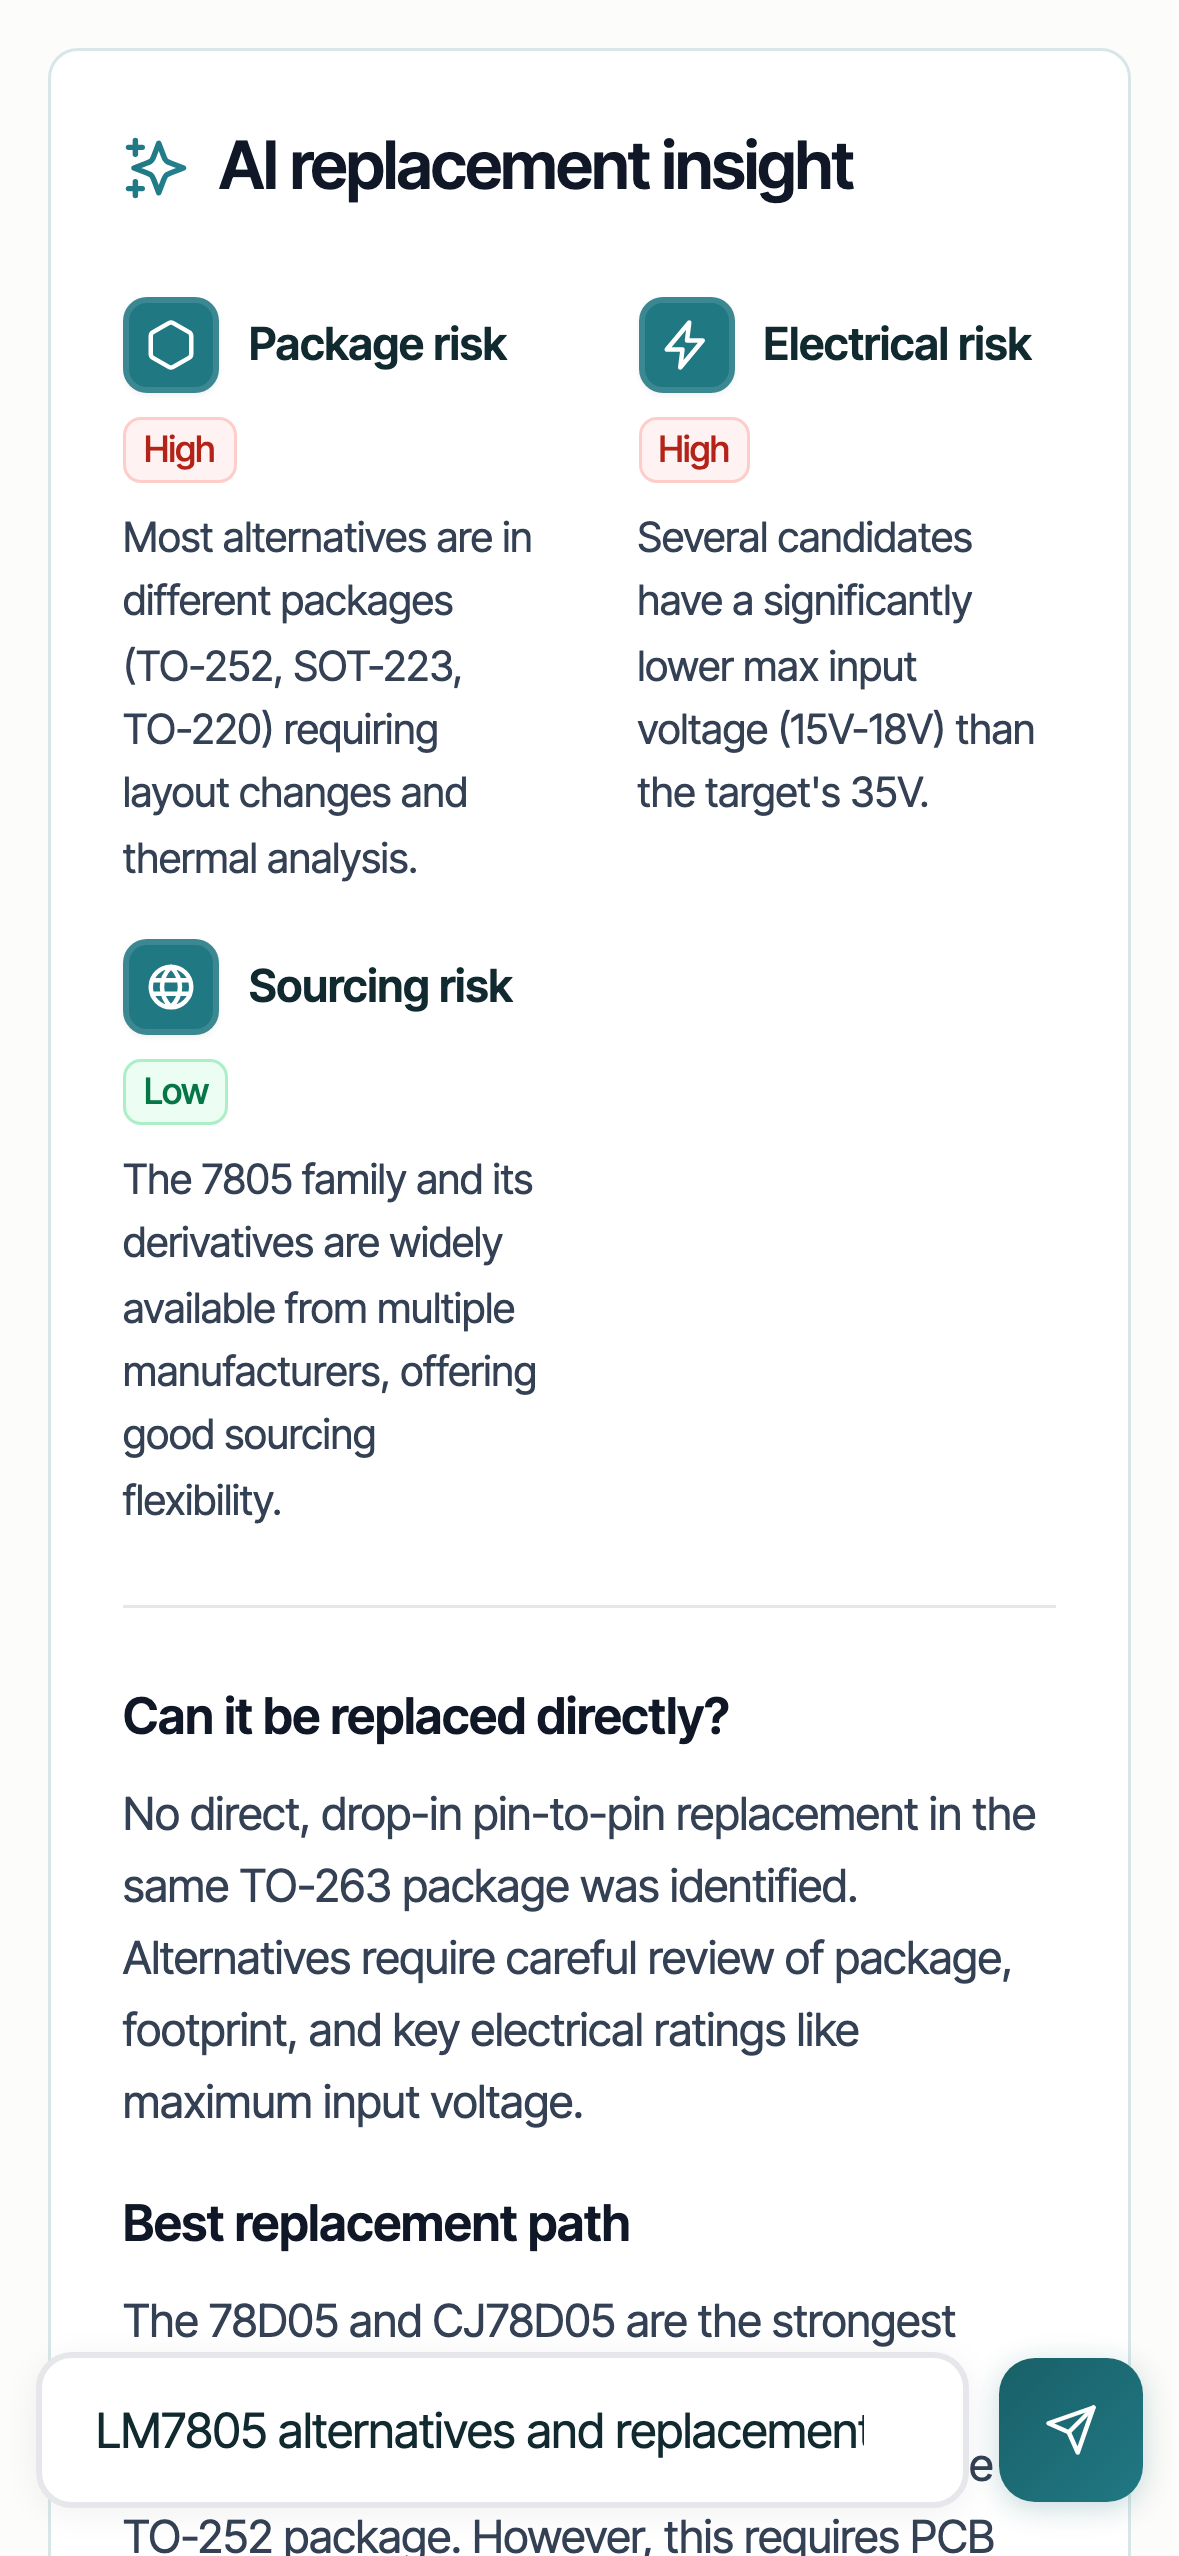 AI replacement insight
Package risk
High
Most alternatives are in
different packages
(TO-252, SOT-223,
TO-220) requiring
layout changes and
thermal analysis.
Electrical risk
High
Several candidates
have a significantly
lower max input
voltage (15V-18V) than
the target's 35V.
Sourcing risk
Low
The 7805 family and its
derivatives are widely
available from multiple
manufacturers, offering
good sourcing
flexibility.
Can it be replaced directly?
No direct, drop-in pin-to-pin replacement in the
same TO-263 package was identified.
Alternatives require careful review of package,
footprint, and key electrical ratings like
maximum input voltage.
Best replacement path
The 78D05 and CJ78D05 are the strongest
LM7805 alternatives and replacement
TO-252 package. However, this requires PCB